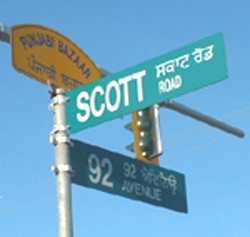 PUNJABI BAZAAR
ਪੰਜਾਬੀ ਬਜ਼ਾਰ
SCOTT ਸਕਾਟ ਰੋਡ
ROAD
92 92 ਐਵੇਨਿਊ
AVENUE